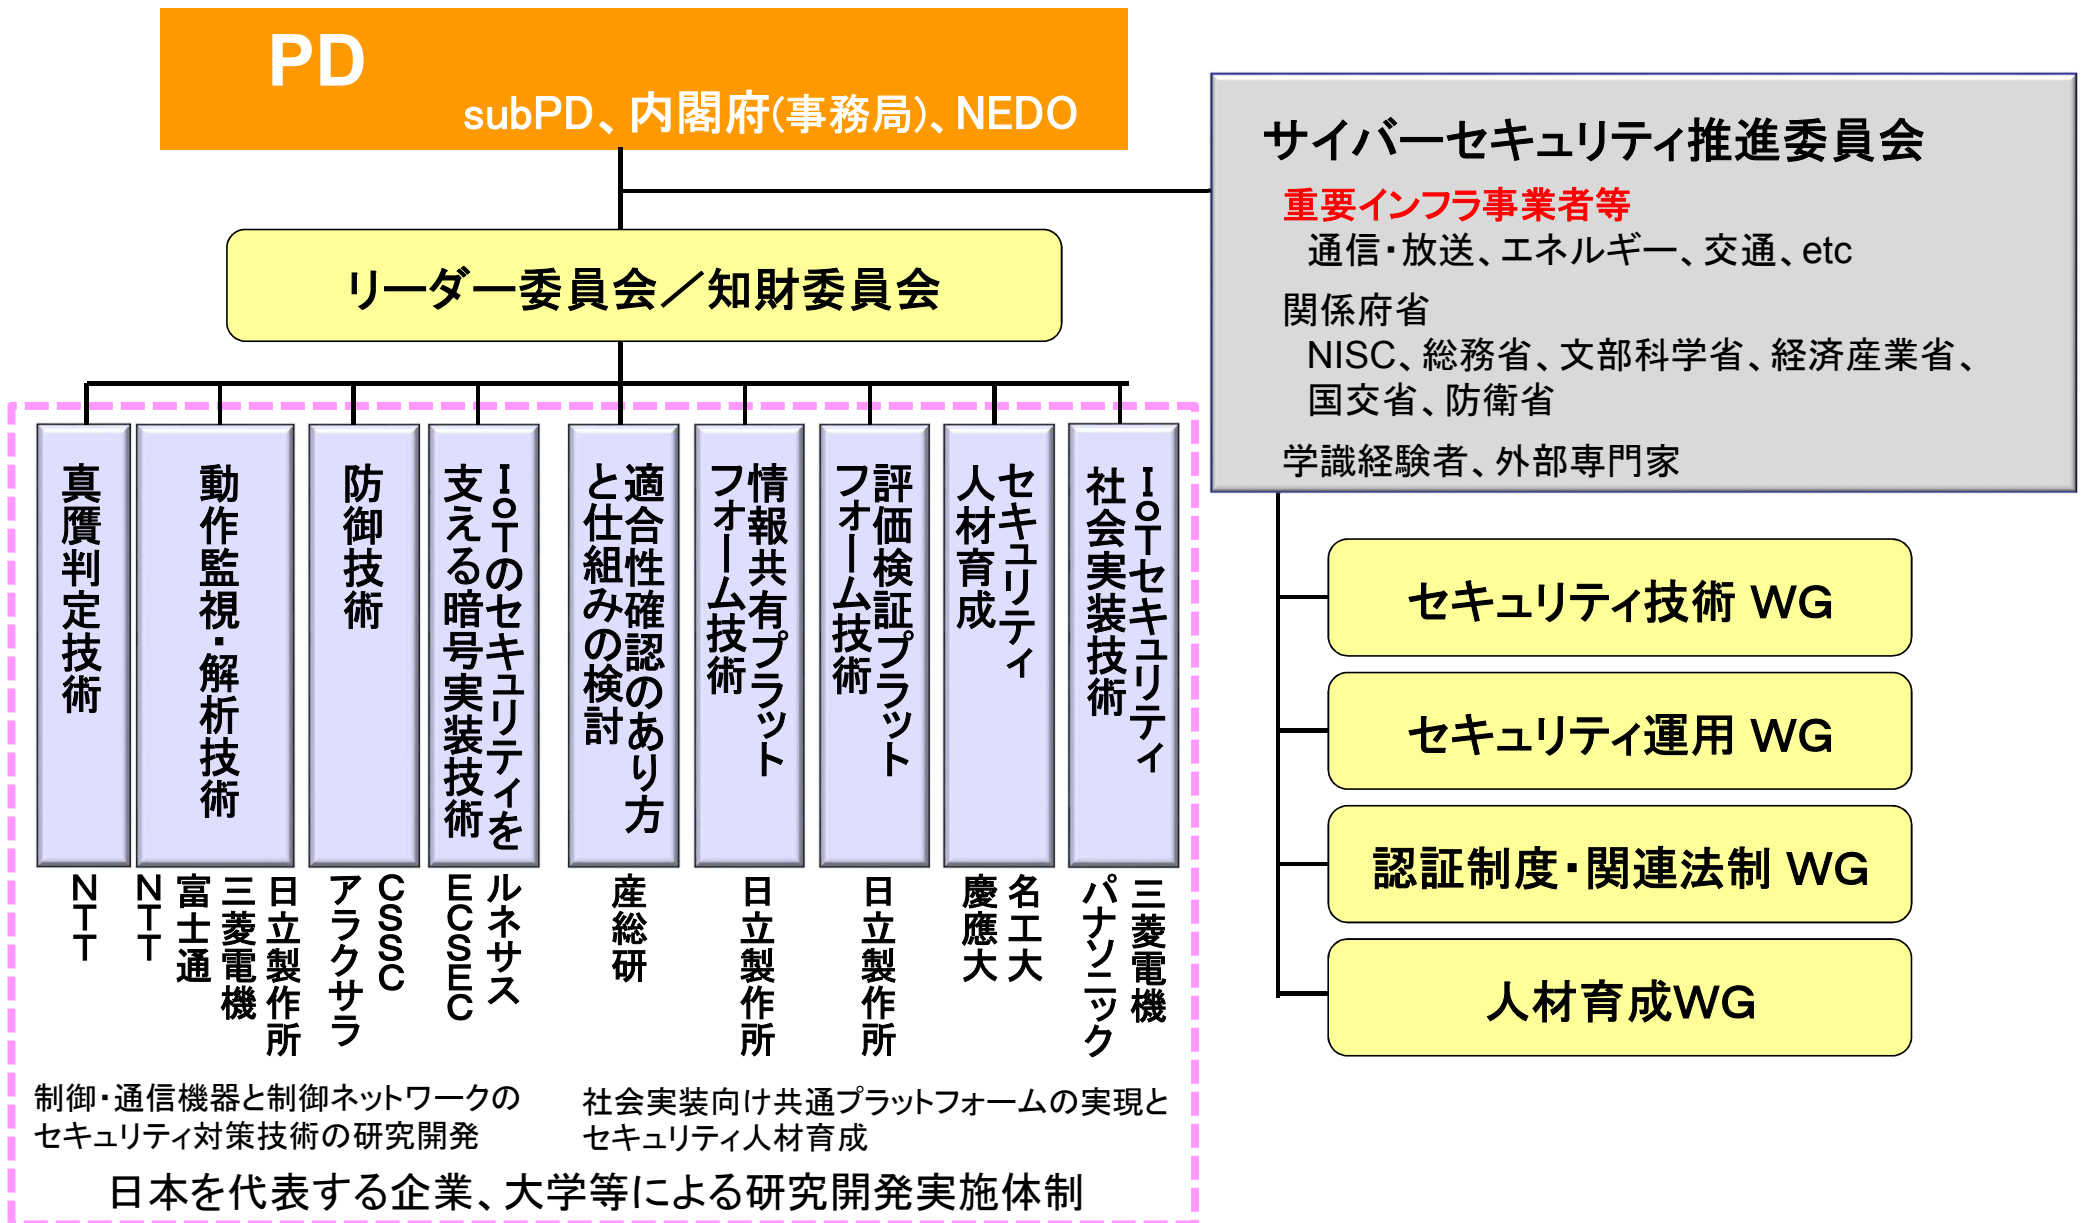 PD
subPD、内閣府(事務局)、NEDO
サイバーセキュリティ推進委員会
重要インフラ事業者等
通信・放送、エネルギー、交通、etc
関係府省
NISC、総務省、文部科学省、経済産業省、
国交省、防衛省
学識経験者、外部専門家
リーダー委員会／知財委員会
真贋判定技術
動作監視・解析技術
防御技術
IoTのセキュリティを
支える暗号実装技術
適合性確認のあり方
と仕組みの検討
情報共有プラット
フォーム技術
評価検証プラット
フォーム技術
セキュリティ
人材育成
IoTセキュリティ
社会実装技術
NTT
日立製作所
三菱電機
富士通
NTT
CSSC
アラクサラ
ルネサス
ECSEC
産総研
日立製作所
日立製作所
名工大
慶應大
三菱電機
パナソニック
制御・通信機器と制御ネットワークの
セキュリティ対策技術の研究開発
社会実装向け共通プラットフォームの実現と
セキュリティ人材育成
日本を代表する企業、大学等による研究開発実施体制
セキュリティ技術 WG
セキュリティ運用 WG
認証制度・関連法制 WG
人材育成WG